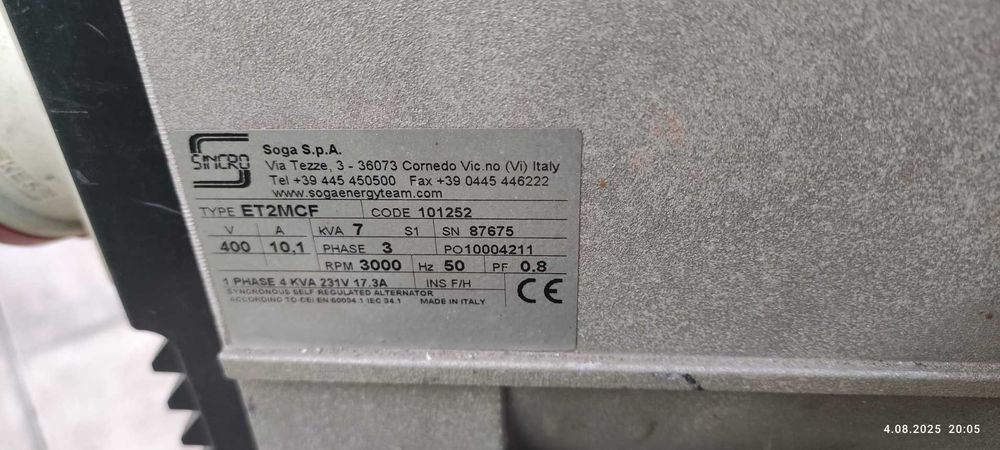 SINCRO
Soga S.p.A.
Via Tezze, 3 - 36073 Cornedo Vic.no (Vi) Italy
Tel +39 445 450500 Fax +39 0445 446222
www.sogaenergyteam.com
TYPE ET2MCF CODE 101252
V A KVA 7 S1 SN 87675
400 10,1 PHASE 3 PO10004211
RPM 3000 Hz 50 PF 0.8
1 PHASE 4 KVA 231V 17.3A INS F/H
SYNCRONOUS SELF REGULATED ALTERNATOR
ACCORDING TO CEI EN 60034.1 IEC 34.1 MADE IN ITALY
CE
4.08.2025 20:05